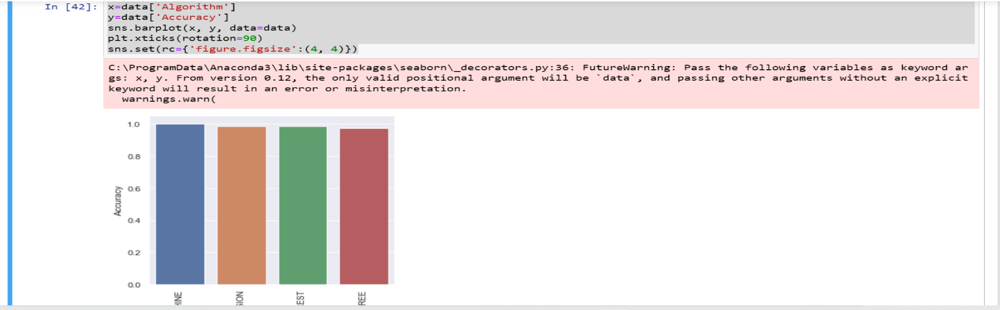 In [42]: x=data['Algorithm']
y=data['Accuracy']
sns.barplot(x, y, data=data)
plt.xticks(rotation=90)
sns.set(rc={'figure.figsize':(4, 4)})
C:\ProgramData\Anaconda3\lib\site-packages\seaborn\_decorators.py:36: FutureWarning: Pass the following variables as keyword ar
gs: x, y. From version 0.12, the only valid positional argument will be `data`, and passing other arguments without an explicit
keyword will result in an error or misinterpretation.
warnings.warn(
1.0
0.8
0.6
0.4
0.2
0.0
Accuracy
HINE
SION
EST
REE